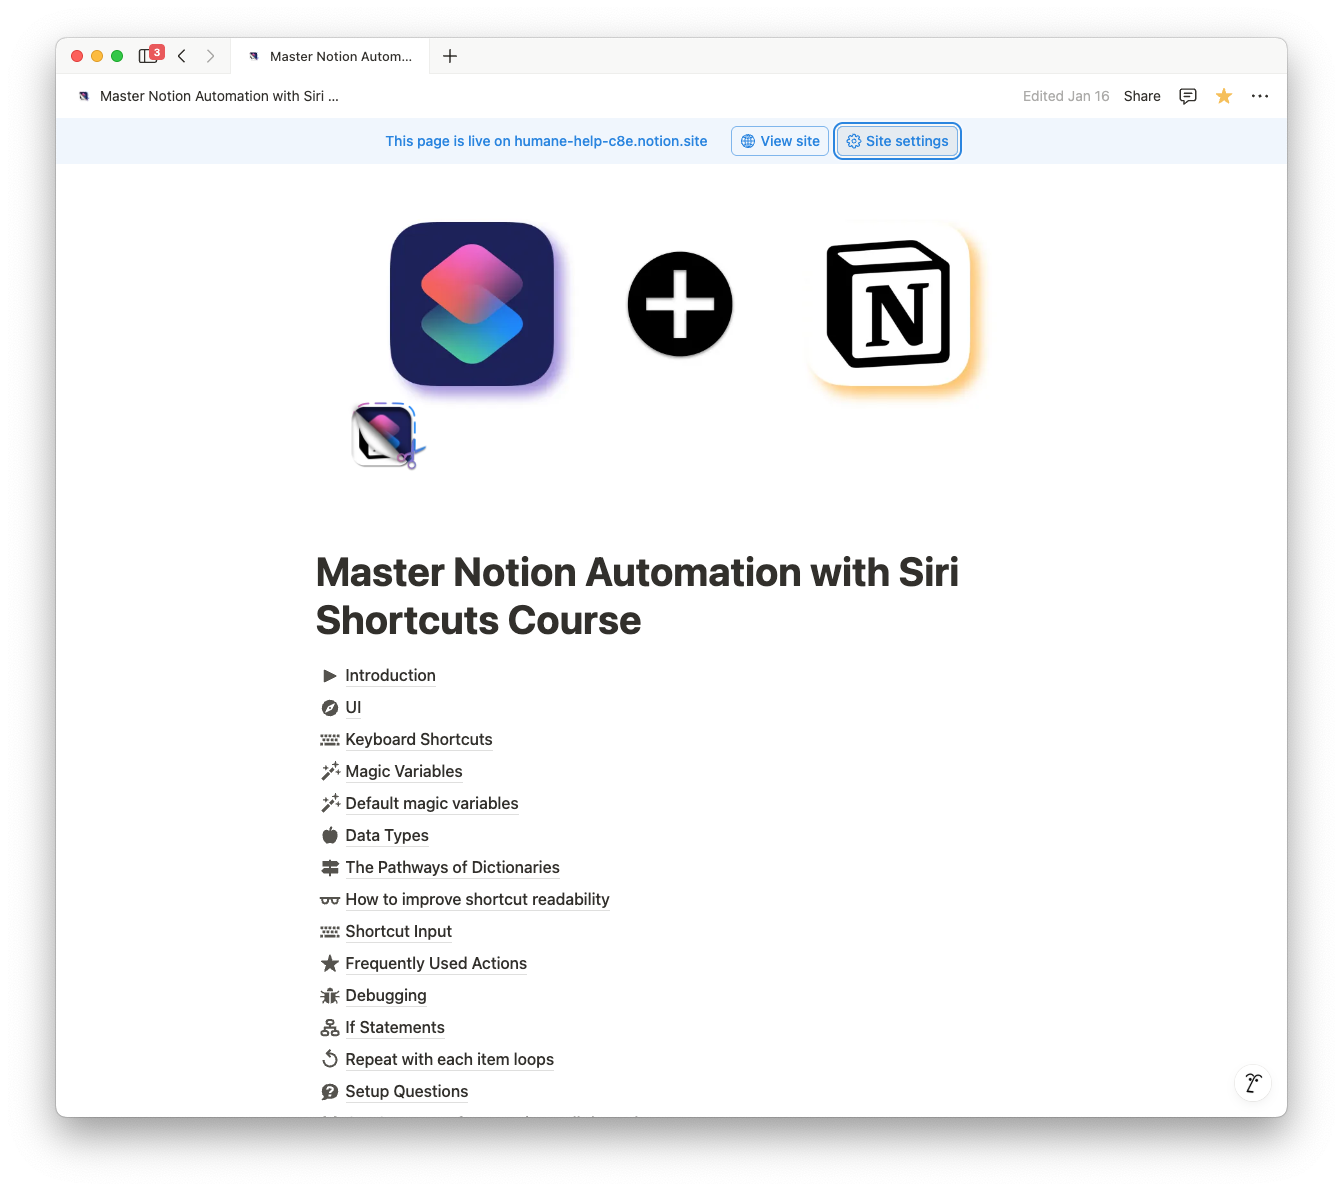 3
Master Notion Autom...
Master Notion Automation with Siri ...
Edited Jan 16
Share
This page is live on humane-help-c8e.notion.site
View site
Site settings
N
Master Notion Automation with Siri
Shortcuts Course
Introduction
UI
Keyboard Shortcuts
Magic Variables
Default magic variables
Data Types
The Pathways of Dictionaries
How to improve shortcut readability
Shortcut Input
Frequently Used Actions
Debugging
If Statements
Repeat with each item loops
Setup Questions